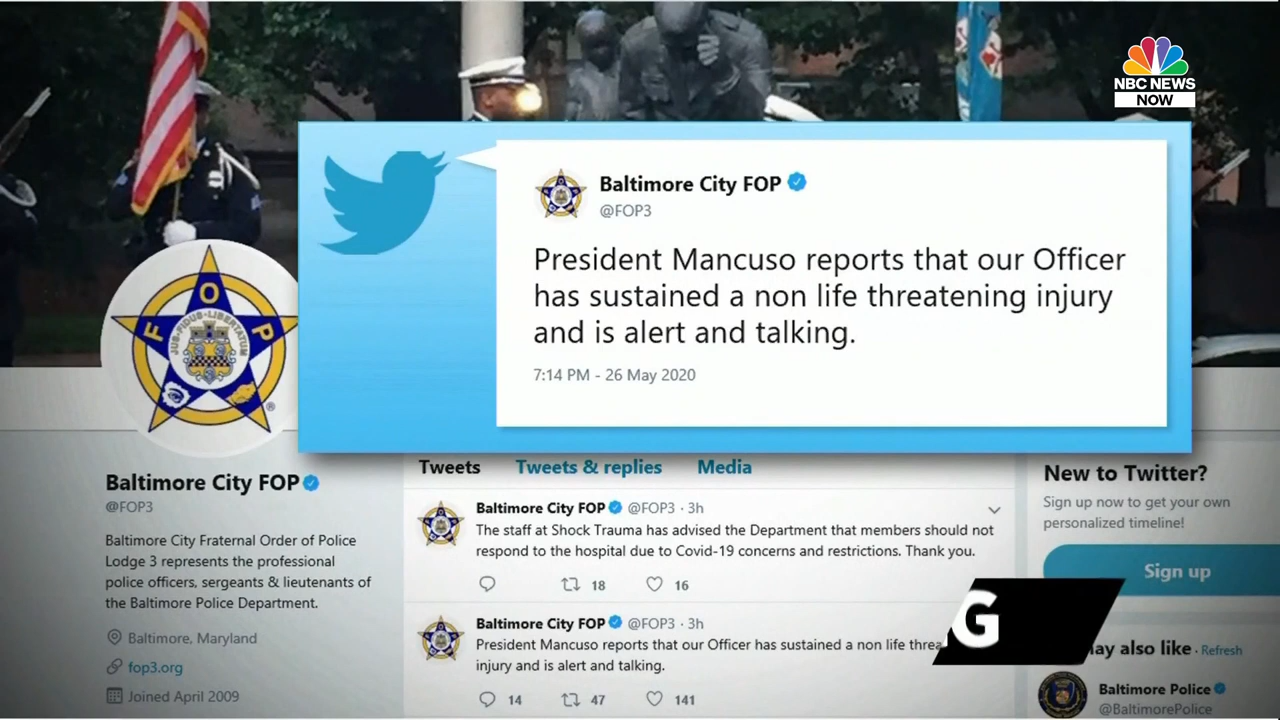 NBC NEWS
NOW
Baltimore City FOP
@FOP3
President Mancuso reports that our Officer
has sustained a non life threatening injury
and is alert and talking.
7:14 PM - 26 May 2020
F O P
JUS·FIDUS·LIBERTATUM
®
Baltimore City FOP
@FOP3
Baltimore City Fraternal Order of Police
Lodge 3 represents the professional
police officers, sergeants & lieutenants of
the Baltimore Police Department.
Baltimore, Maryland
fop3.org
Joined April 2009
Tweets Tweets & replies Media
Baltimore City FOP @FOP3 · 3h
The staff at Shock Trauma has advised the Department that members should not
respond to the hospital due to Covid-19 concerns and restrictions. Thank you.
18 16
Baltimore City FOP @FOP3 · 3h
President Mancuso reports that our Officer has sustained a non life threa
injury and is alert and talking.
14 47 141
New to Twitter?
Sign up now to get your own
personalized timeline!
Sign up
G
ay also like · Refresh
Baltimore Police
@BaltimorePolice